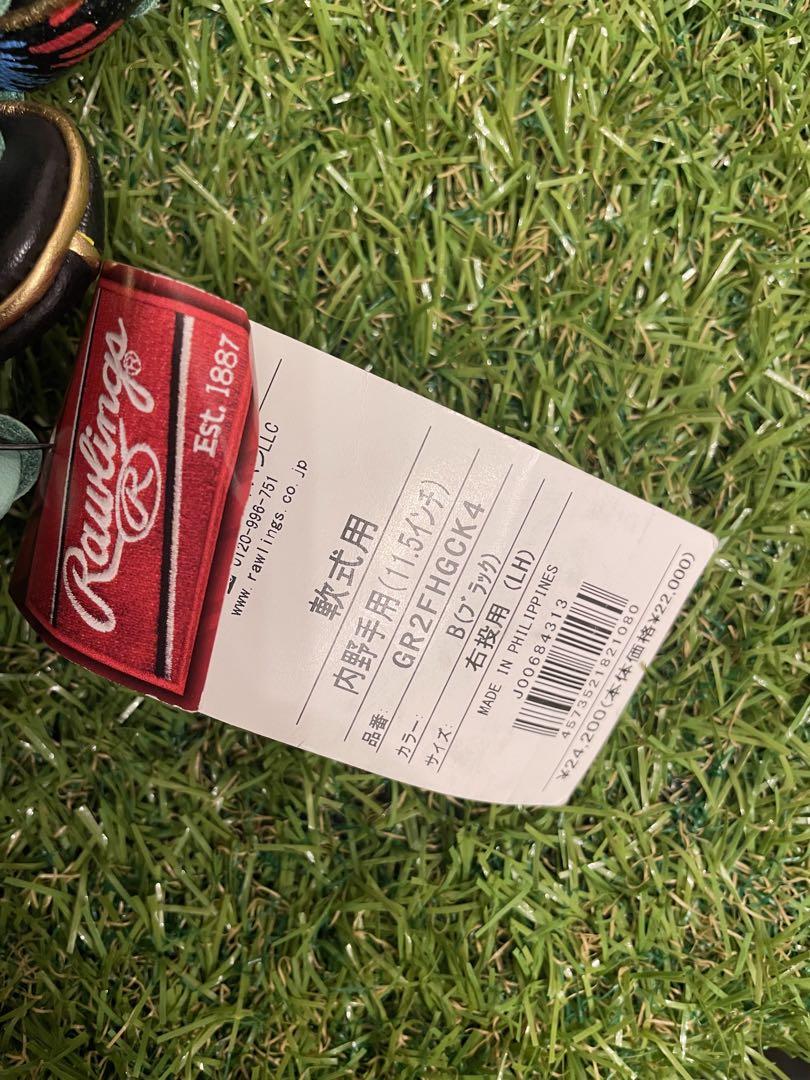 Rawlings
R
Est. 1887
LLC
0120-996-751
www.rawlings.co.jp
軟式用
内野手用(11.5インチ)
品番: GR2FHGCK4
カラー: B(ブラック)
サイズ: 右投用 (LH)
MADE IN PHILIPPINES
J00684313
4573521821080
¥24,200(本体価格¥22,000)